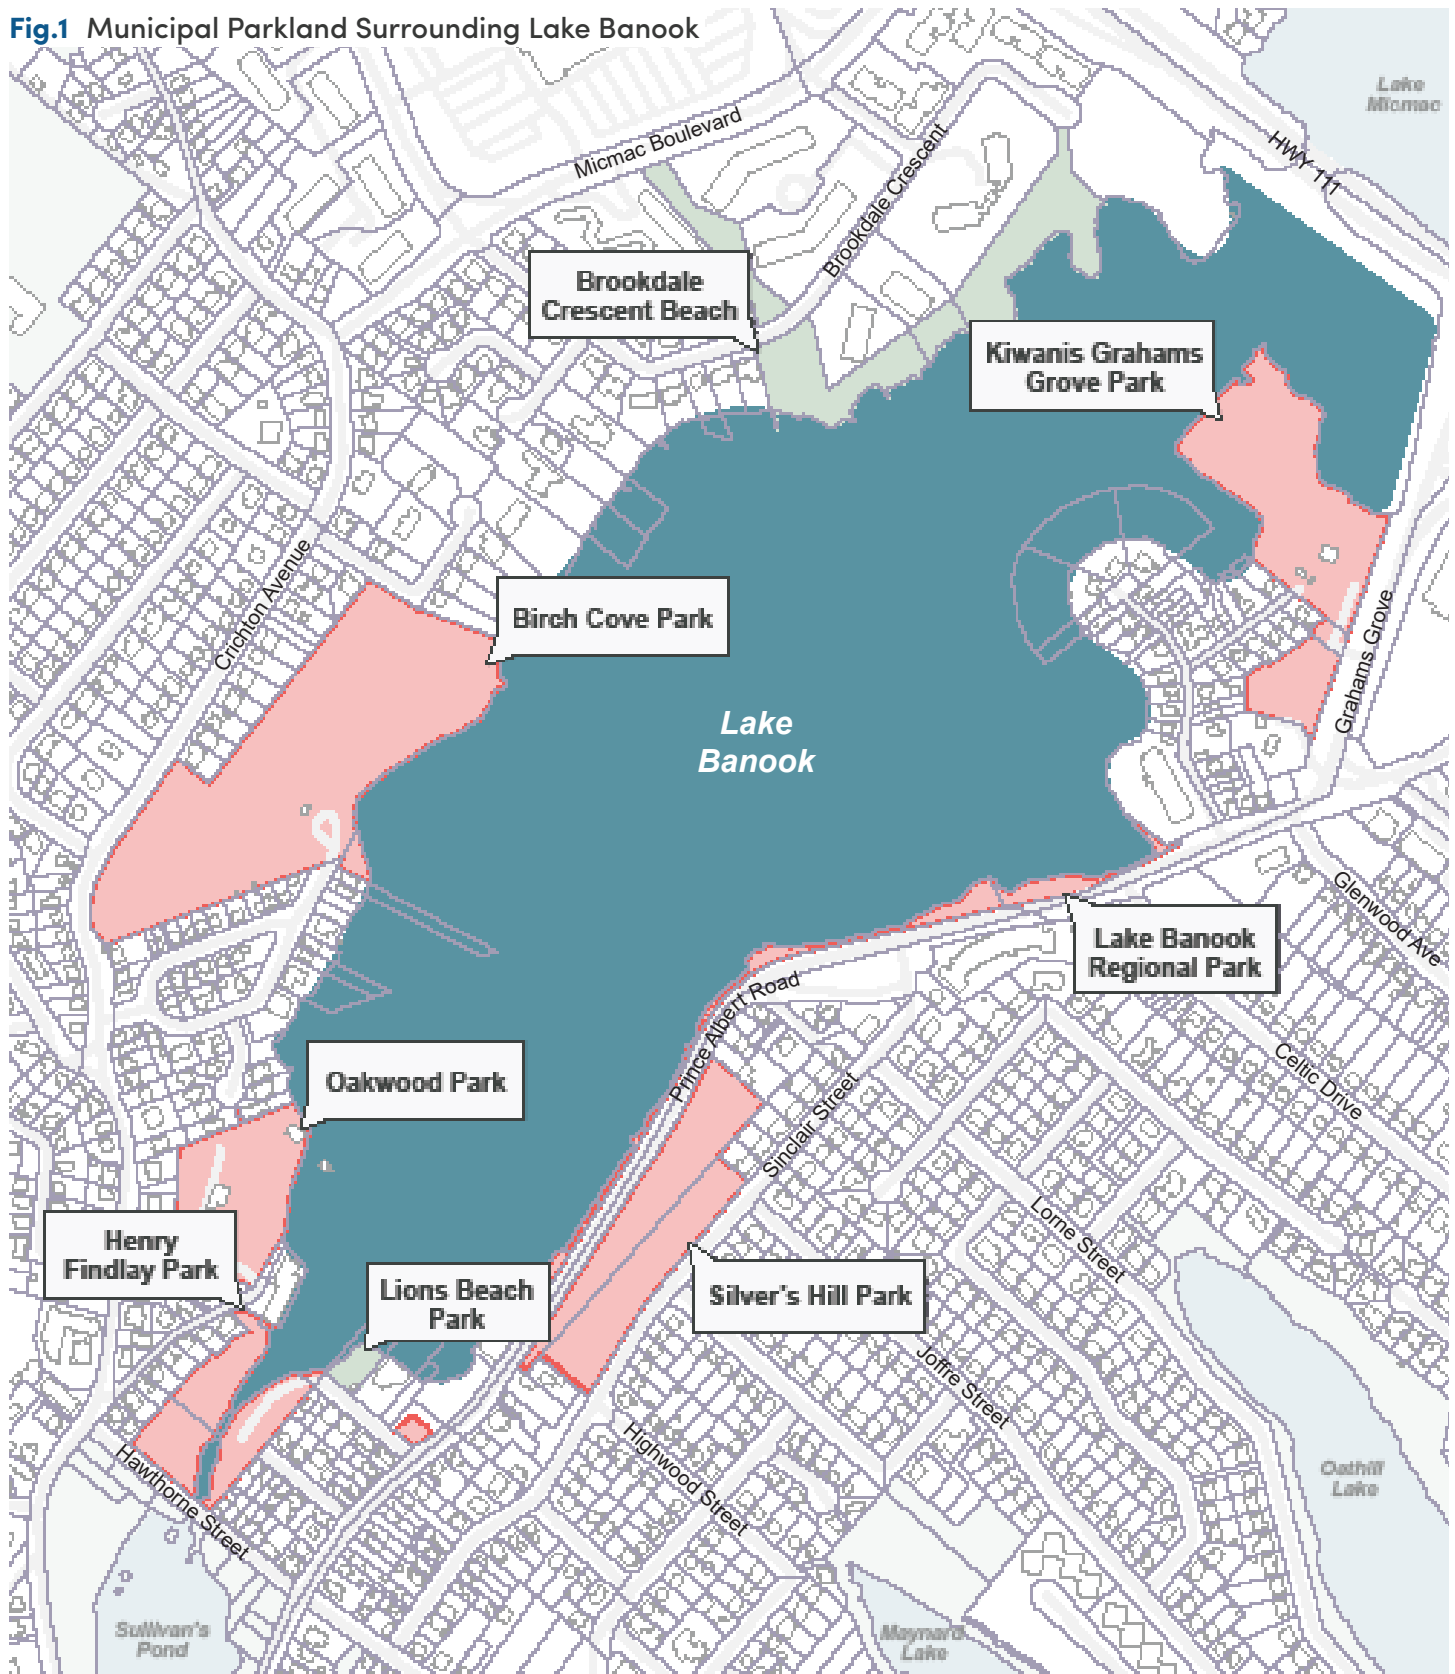 Fig.1 Municipal Parkland Surrounding Lake Banook
Lake
Micmac
Micmac Boulevard
HWY 111
Brookdale Crescent
Brookdale
Crescent Beach
Kiwanis Grahams
Grove Park
Crichton Avenue
Birch Cove Park
Grahams Grove
Lake
Banook
Glenwood Ave
Lake Banook
Regional Park
Prince Albert Road
Oakwood Park
Celtic Drive
Sinclair Street
Henry
Findlay Park
Lorne Street
Lions Beach
Park
Silver's Hill Park
Joffre Street
Hawthorne Street
Highwood Street
Oathill
Lake
Sullivan's
Pond
Maynard
Lake